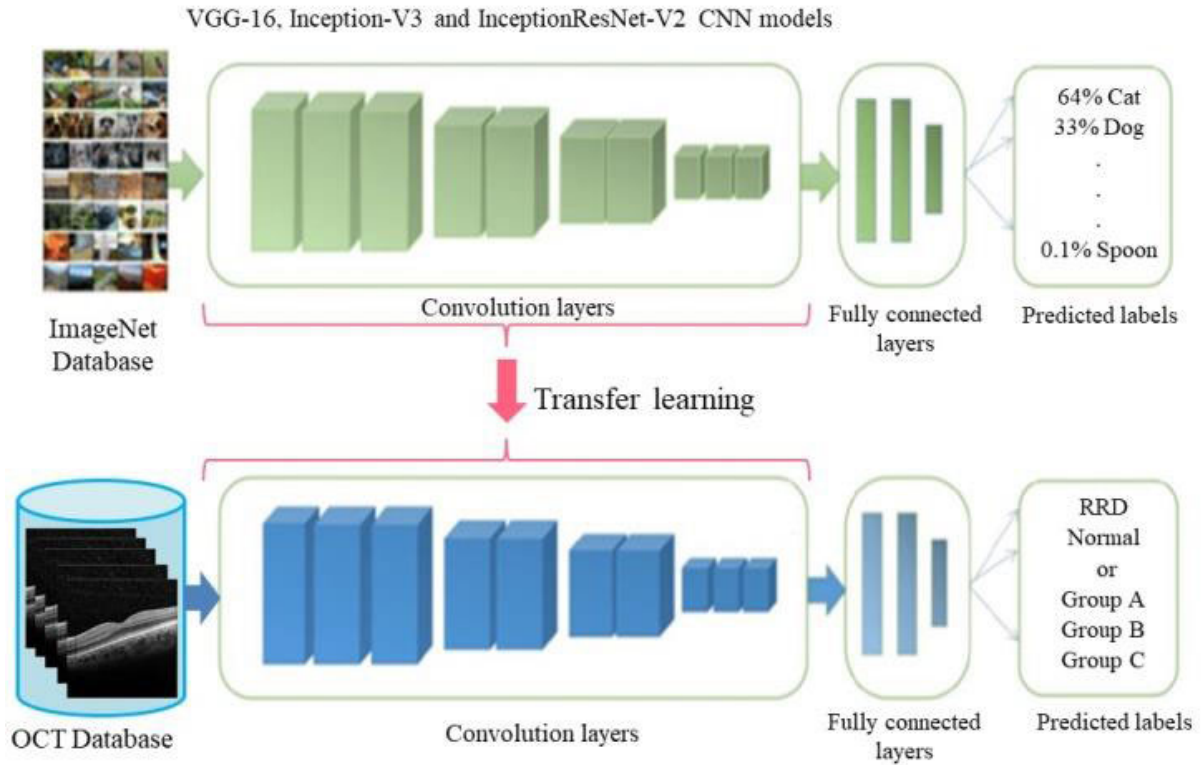 VGG-16, Inception-V3 and InceptionResNet-V2 CNN models
64% Cat
33% Dog
.
.
.
0.1% Spoon
ImageNet
Database
Convolution layers
Fully connected
layers
Predicted labels
Transfer learning
RRD
Normal
or
Group A
Group B
Group C
OCT Database
Convolution layers
Fully connected
layers
Predicted labels